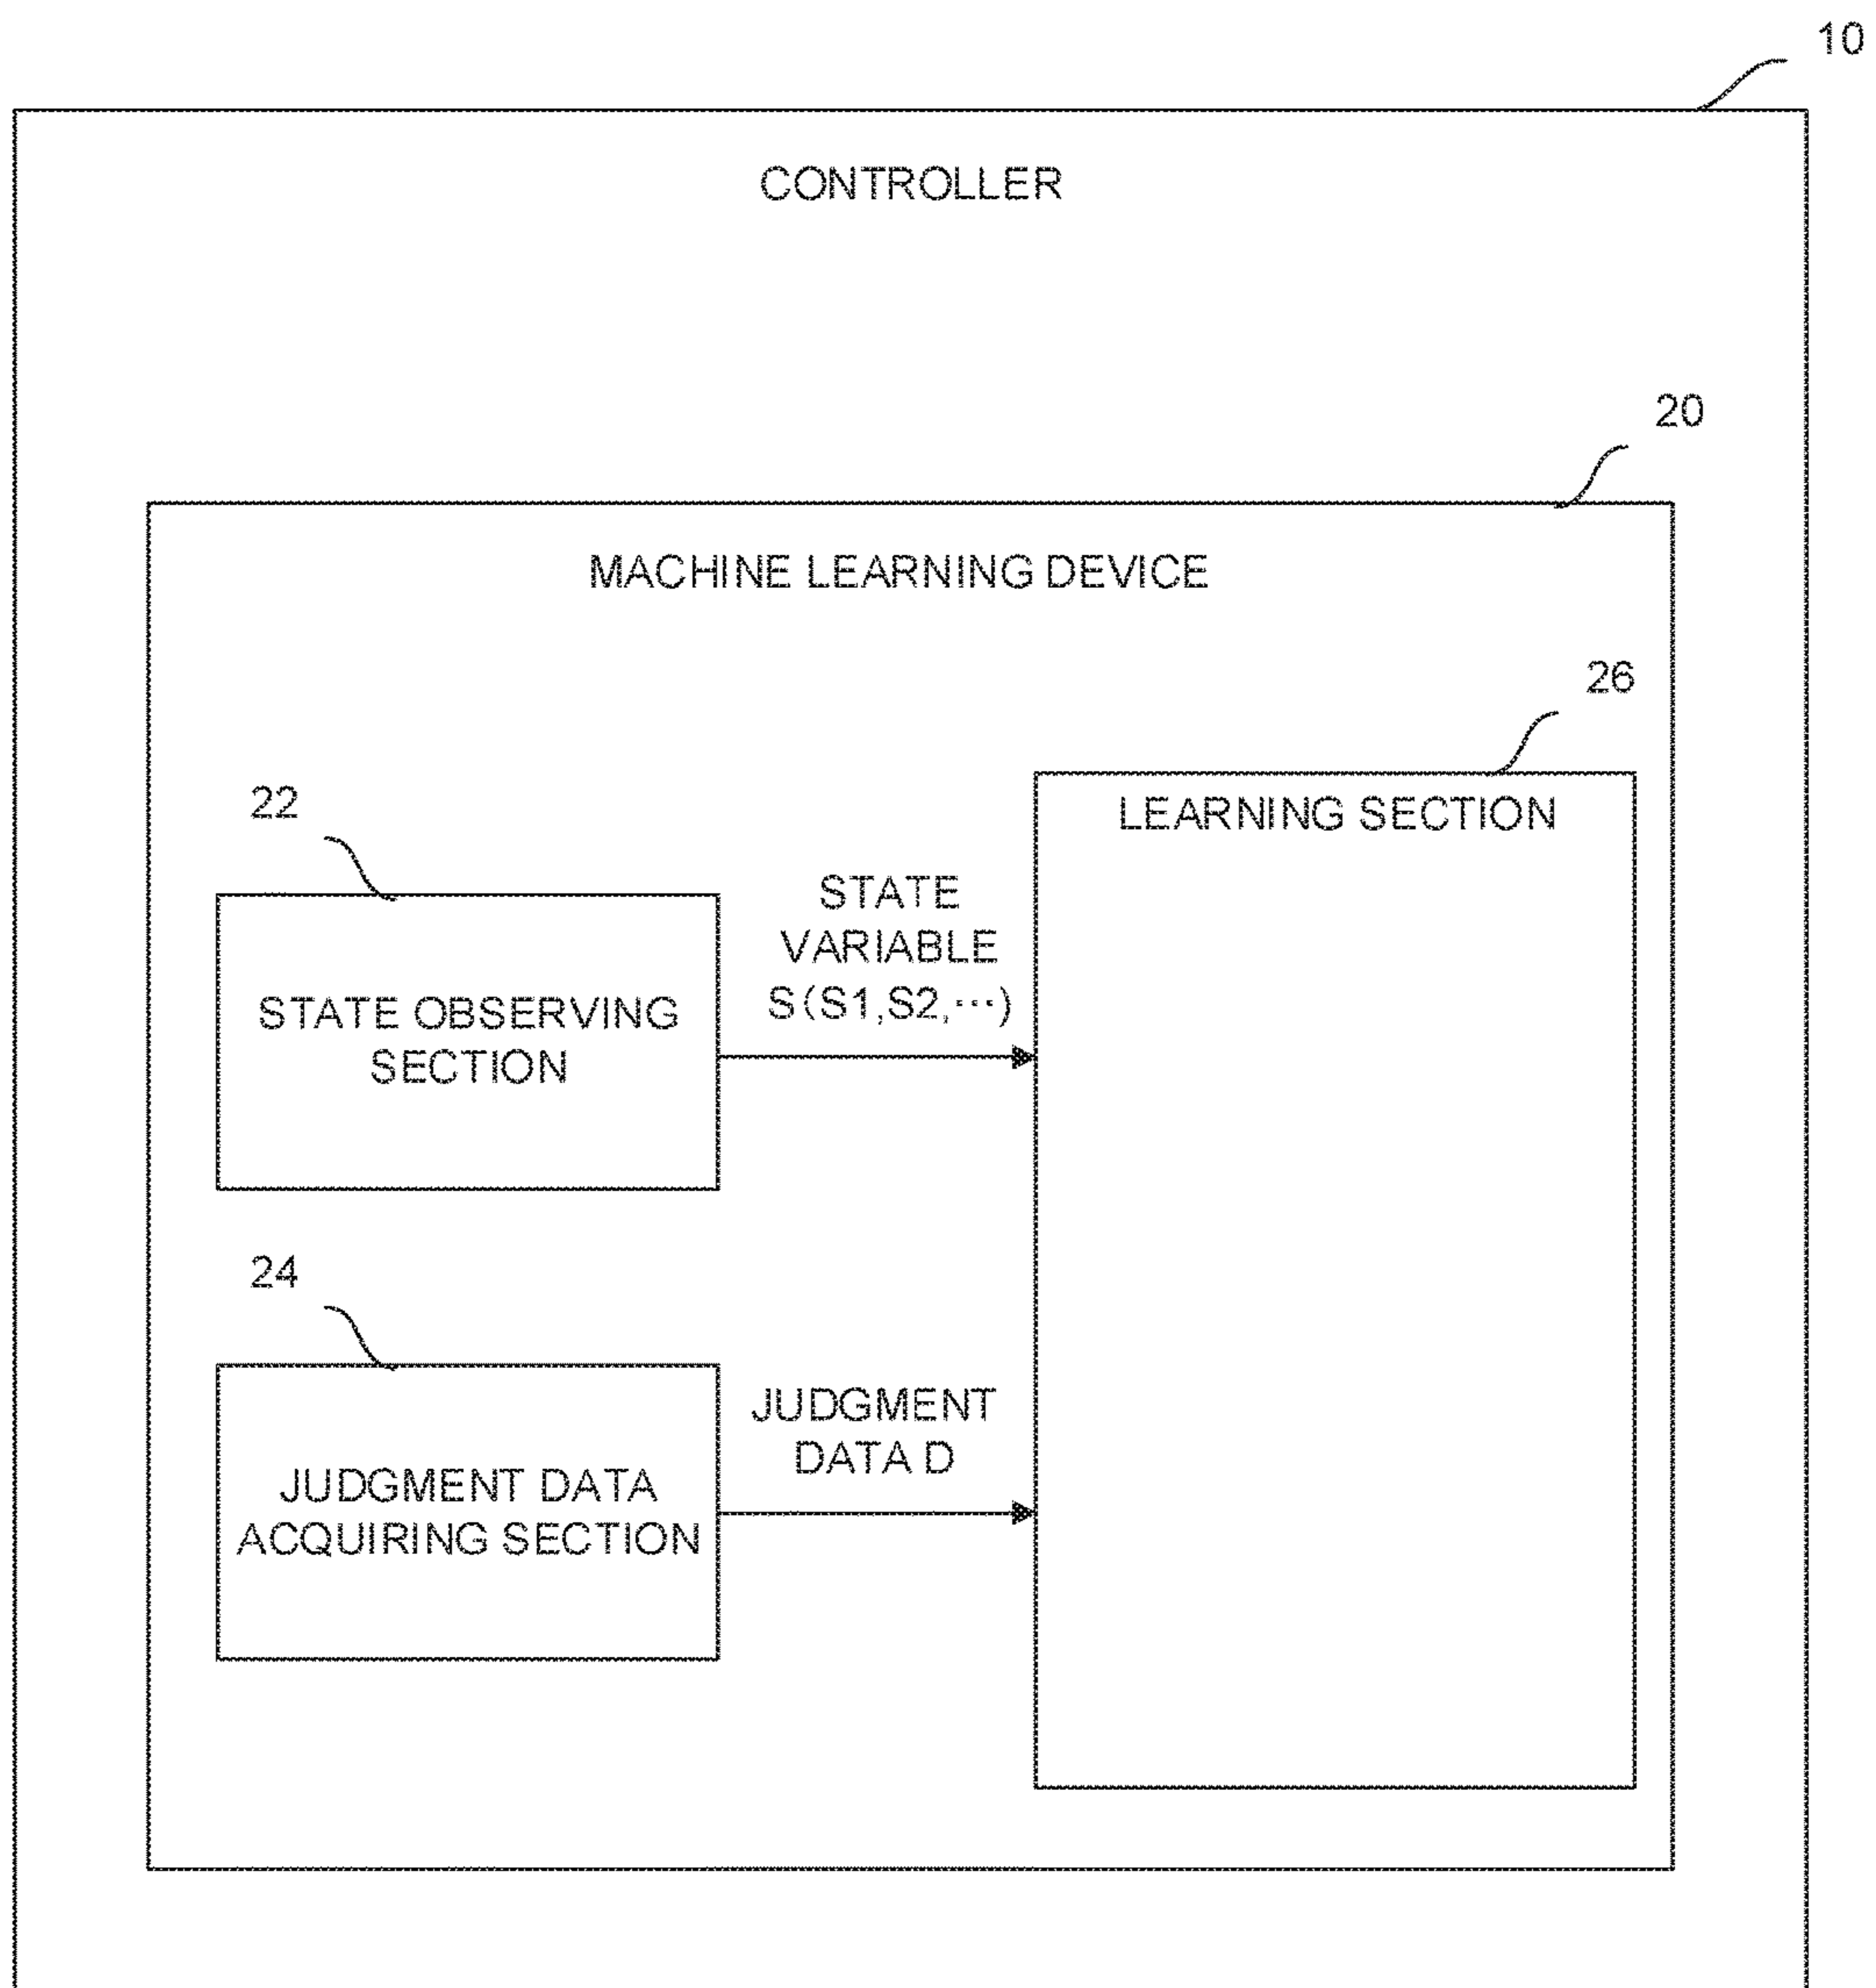 10
CONTROLLER
20
MACHINE LEARNING DEVICE
26
LEARNING SECTION
22
STATE
VARIABLE
S(S1,S2,⋯)
STATE OBSERVING
SECTION
24
JUDGMENT
DATA D
JUDGMENT DATA
ACQUIRING SECTION